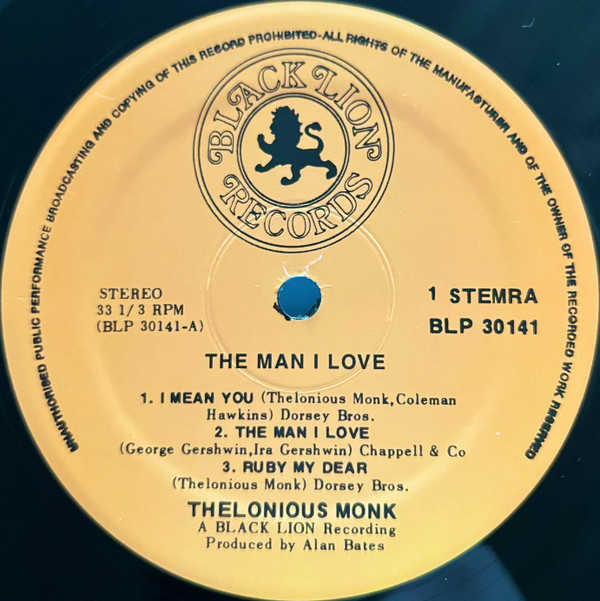 UNAUTHORISED PUBLIC PERFORMANCE BROADCASTING AND COPYING OF THIS RECORD PROHIBITED-ALL RIGHTS OF THE MANUFACTURER AND OF THE OWNER OF THE RECORDED WORK RESERVED
BLACK LION
RECORDS
STEREO
33 1/3 RPM
(BLP 30141-A)
1 STEMRA
BLP 30141
THE MAN I LOVE
1. I MEAN YOU (Thelonious Monk,Coleman
Hawkins) Dorsey Bros.
2. THE MAN I LOVE
(George Gershwin,Ira Gershwin) Chappell & Co
3. RUBY MY DEAR
(Thelonious Monk) Dorsey Bros.
THELONIOUS MONK
A BLACK LION Recording
Produced by Alan Bates